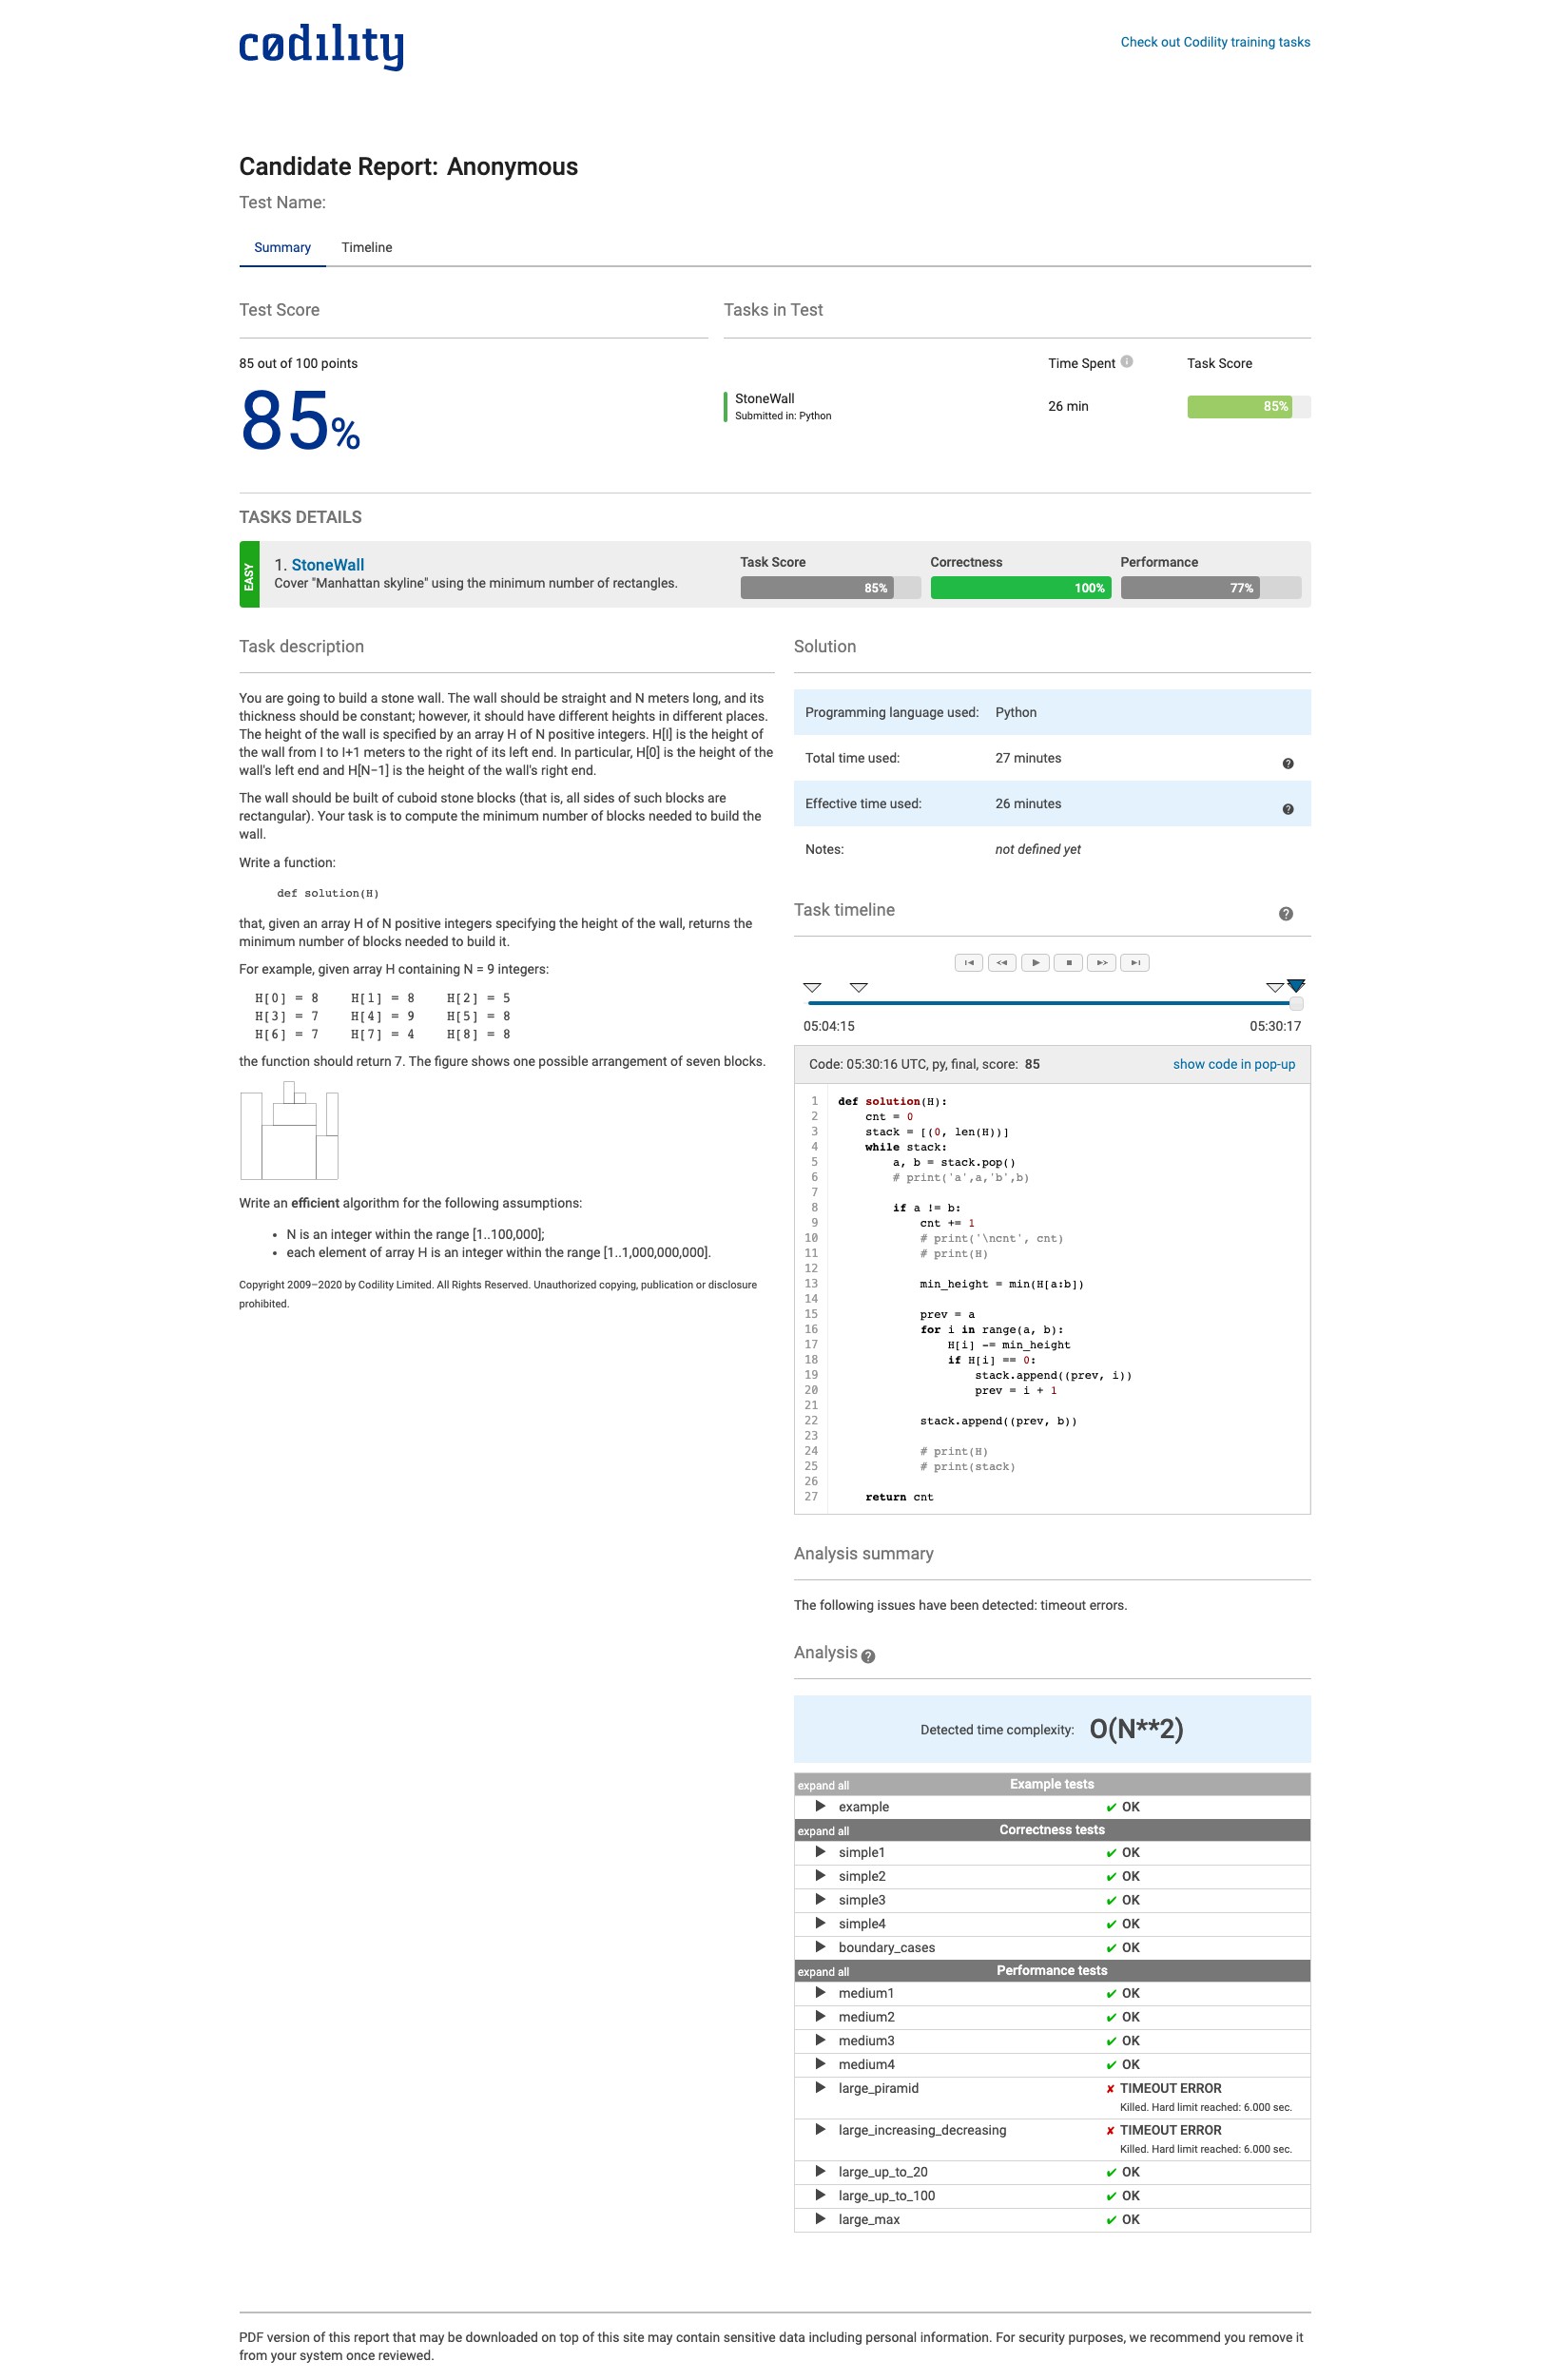 cødility
Check out Codility training tasks
Candidate Report: Anonymous
Test Name:
Summary Timeline
Test Score
85 out of 100 points
85%
Tasks in Test
Time Spent Task Score
StoneWall
Submitted in: Python
26 min
85%
TASKS DETAILS
EASY
1. StoneWall
Cover "Manhattan skyline" using the minimum number of rectangles.
Task Score
85%
Correctness
100%
Performance
77%
Task description
You are going to build a stone wall. The wall should be straight and N meters long, and its
thickness should be constant; however, it should have different heights in different places.
The height of the wall is specified by an array H of N positive integers. H[I] is the height of
the wall from I to I+1 meters to the right of its left end. In particular, H[0] is the height of the
wall's left end and H[N−1] is the height of the wall's right end.
The wall should be built of cuboid stone blocks (that is, all sides of such blocks are
rectangular). Your task is to compute the minimum number of blocks needed to build the
wall.
Write a function:
def solution(H)
that, given an array H of N positive integers specifying the height of the wall, returns the
minimum number of blocks needed to build it.
For example, given array H containing N = 9 integers:
H[0] = 8 H[1] = 8 H[2] = 5
H[3] = 7 H[4] = 9 H[5] = 8
H[6] = 7 H[7] = 4 H[8] = 8
the function should return 7. The figure shows one possible arrangement of seven blocks.
Write an efficient algorithm for the following assumptions:
• N is an integer within the range [1..100,000];
• each element of array H is an integer within the range [1..1,000,000,000].
Copyright 2009–2020 by Codility Limited. All Rights Reserved. Unauthorized copying, publication or disclosure
prohibited.
Solution
Programming language used: Python
Total time used: 27 minutes
Effective time used: 26 minutes
Notes: not defined yet
Task timeline
05:04:15 05:30:17
Code: 05:30:16 UTC, py, final, score: 85
show code in pop-up
1 def solution(H):
2 cnt = 0
3 stack = [(0, len(H))]
4 while stack:
5 a, b = stack.pop()
6 # print('a',a,'b',b)
7
8 if a != b:
9 cnt += 1
10 # print('\ncnt', cnt)
11 # print(H)
12
13 min_height = min(H[a:b])
14
15 prev = a
16 for i in range(a, b):
17 H[i] -= min_height
18 if H[i] == 0:
19 stack.append((prev, i))
20 prev = i + 1
21
22 stack.append((prev, b))
23
24 # print(H)
25 # print(stack)
26
27 return cnt
Analysis summary
The following issues have been detected: timeout errors.
Analysis
Detected time complexity: O(N**2)
expand all Example tests
example ✔ OK
expand all Correctness tests
simple1 ✔ OK
simple2 ✔ OK
simple3 ✔ OK
simple4 ✔ OK
boundary_cases ✔ OK
expand all Performance tests
medium1 ✔ OK
medium2 ✔ OK
medium3 ✔ OK
medium4 ✔ OK
large_piramid ✘ TIMEOUT ERROR
Killed. Hard limit reached: 6.000 sec.
large_increasing_decreasing ✘ TIMEOUT ERROR
Killed. Hard limit reached: 6.000 sec.
large_up_to_20 ✔ OK
large_up_to_100 ✔ OK
large_max ✔ OK
PDF version of this report that may be downloaded on top of this site may contain sensitive data including personal information. For security purposes, we recommend you remove it
from your system once reviewed.